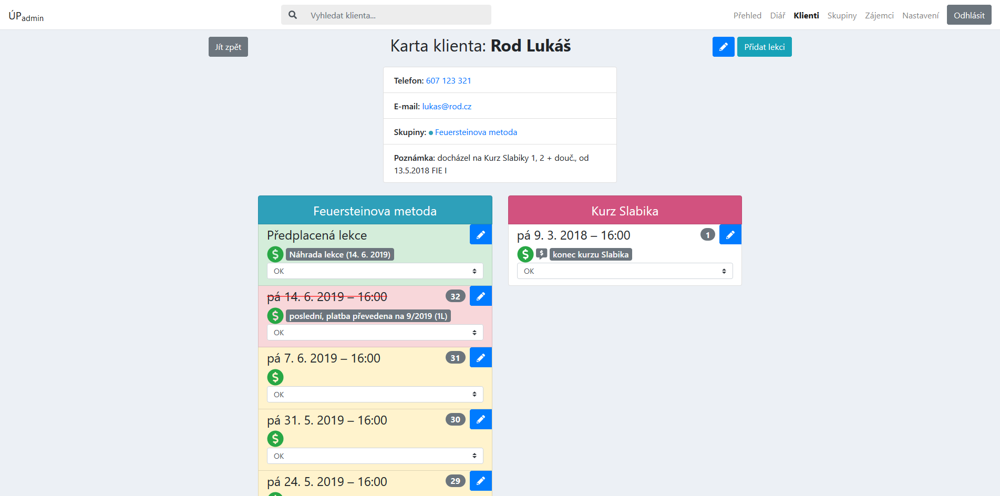 ÚPadmin
Vyhledat klienta...
Přehled Diář Klienti Skupiny Zájemci Nastavení Odhlásit
Jít zpět
Karta klienta: Rod Lukáš
Přidat lekci
Telefon: 607 123 321
E-mail: lukas@rod.cz
Skupiny: Feuersteinova metoda
Poznámka: docházel na Kurz Slabiky 1, 2 + douč., od
13.5.2018 FIE I
Feuersteinova metoda
Předplacená lekce
Náhrada lekce (14. 6. 2019)
OK
pá 14. 6. 2019 – 16:00 32
poslední, platba převedena na 9/2019 (1L)
OK
pá 7. 6. 2019 – 16:00 31
OK
pá 31. 5. 2019 – 16:00 30
OK
pá 24. 5. 2019 – 16:00 29
Kurz Slabika
pá 9. 3. 2018 – 16:00 1
konec kurzu Slabika
OK